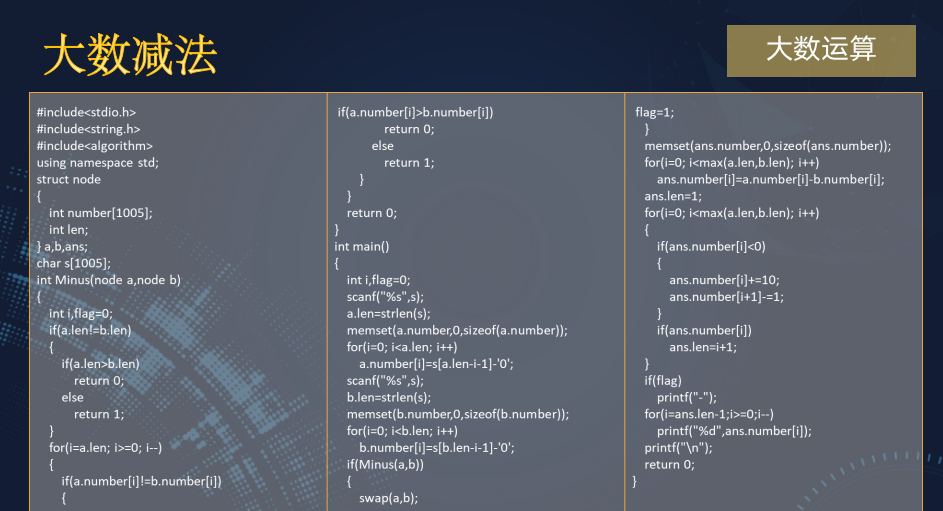 大数减法
大数运算
#include<stdio.h>
#include<string.h>
#include<algorithm>
using namespace std;
struct node
{
int number[1005];
int len;
} a,b,ans;
char s[1005];
int Minus(node a,node b)
{
int i,flag=0;
if(a.len!=b.len)
{
if(a.len>b.len)
return 0;
else
return 1;
}
for(i=a.len; i>=0; i--)
{
if(a.number[i]!=b.number[i])
{
if(a.number[i]>b.number[i])
return 0;
else
return 1;
}
}
return 0;
}
int main()
{
int i,flag=0;
scanf("%s",s);
a.len=strlen(s);
memset(a.number,0,sizeof(a.number));
for(i=0; i<a.len; i++)
a.number[i]=s[a.len-i-1]-'0';
scanf("%s",s);
b.len=strlen(s);
memset(b.number,0,sizeof(b.number));
for(i=0; i<b.len; i++)
b.number[i]=s[b.len-i-1]-'0';
if(Minus(a,b))
{
swap(a,b);
flag=1;
}
memset(ans.number,0,sizeof(ans.number));
for(i=0; i<max(a.len,b.len); i++)
ans.number[i]=a.number[i]-b.number[i];
ans.len=1;
for(i=0; i<max(a.len,b.len); i++)
{
if(ans.number[i]<0)
{
ans.number[i]+=10;
ans.number[i+1]-=1;
}
if(ans.number[i])
ans.len=i+1;
}
if(flag)
printf("-");
for(i=ans.len-1;i>=0;i--)
printf("%d",ans.number[i]);
printf("\n");
return 0;
}